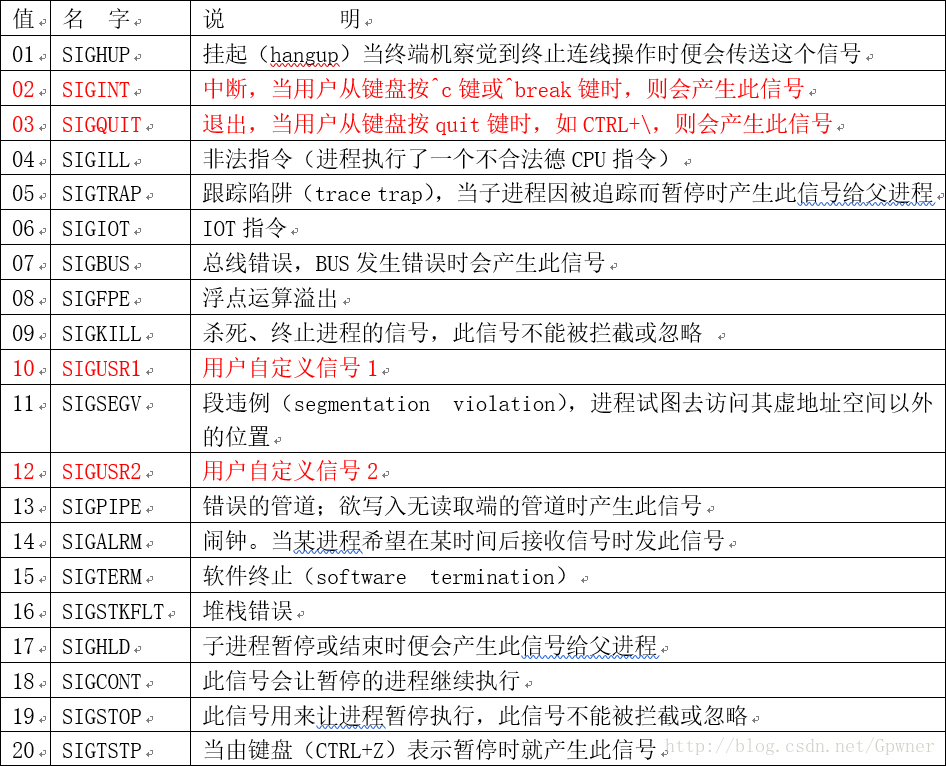 值 名 字 说 明
01 SIGHUP 挂起（hangup）当终端机察觉到终止连线操作时便会传送这个信号
02 SIGINT 中断，当用户从键盘按^c 键或^break 键时，则会产生此信号
03 SIGQUIT 退出，当用户从键盘按 quit 键时，如 CTRL+\，则会产生此信号
04 SIGILL 非法指令（进程执行了一个不合法德 CPU 指令）
05 SIGTRAP 跟踪陷阱（trace trap），当子进程因被追踪而暂停时产生此信号给父进程
06 SIGIOT IOT 指令
07 SIGBUS 总线错误，BUS 发生错误时会产生此信号
08 SIGFPE 浮点运算溢出
09 SIGKILL 杀死、终止进程的信号，此信号不能被拦截或忽略
10 SIGUSR1 用户自定义信号 1
11 SIGSEGV 段违例（segmentation violation），进程试图去访问其虚地址空间以外
的位置
12 SIGUSR2 用户自定义信号 2
13 SIGPIPE 错误的管道；欲写入无读取端的管道时产生此信号
14 SIGALRM 闹钟。当某进程希望在某时间后接收信号时发此信号
15 SIGTERM 软件终止（software termination）
16 SIGSTKFLT 堆栈错误
17 SIGHLD 子进程暂停或结束时便会产生此信号给父进程
18 SIGCONT 此信号会让暂停的进程继续执行
19 SIGSTOP 此信号用来让进程暂停执行，此信号不能被拦截或忽略
20 SIGTSTP 当由键盘（CTRL+Z）表示暂停时就产生此信号
http://blog.csdn.net/Gpwner